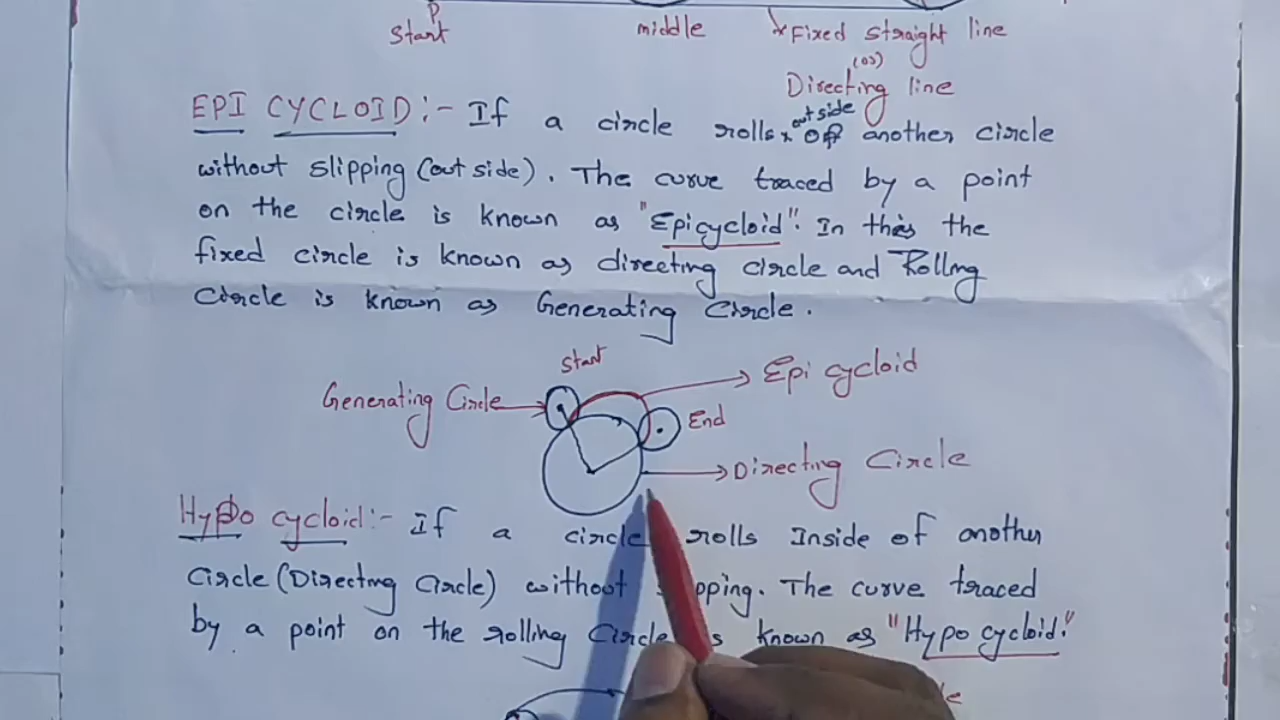 P
Start
middle
Fixed straight line
(or)
Directing line
EPI CYCLOID :- If a circle rolls outside of another circle
without slipping (out side). The curve traced by a point
on the circle is known as "Epicycloid". In this the
fixed circle is known as directing circle and Rolling
Circle is known as Generating Circle.
Start
Epi cycloid
Generating Circle
End
Directing Circle
Hypo cycloid:- If a circle rolls Inside of another
Circle (Directing Circle) without pping. The curve traced
by a point on the rolling Circle is known as "Hypo cycloid."